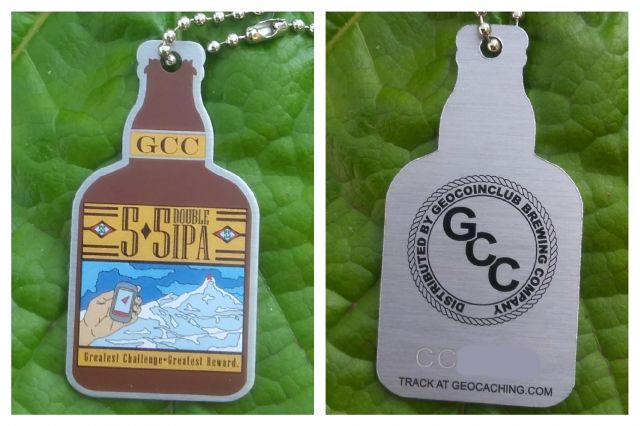 GCC
5♦5 DOUBLE IPA
Greatest Challenge-Greatest Reward.
DISTRIBUTED BY GEOCOINCLUB BREWING COMPANY
GCC
CC
TRACK AT GEOCACHING.COM